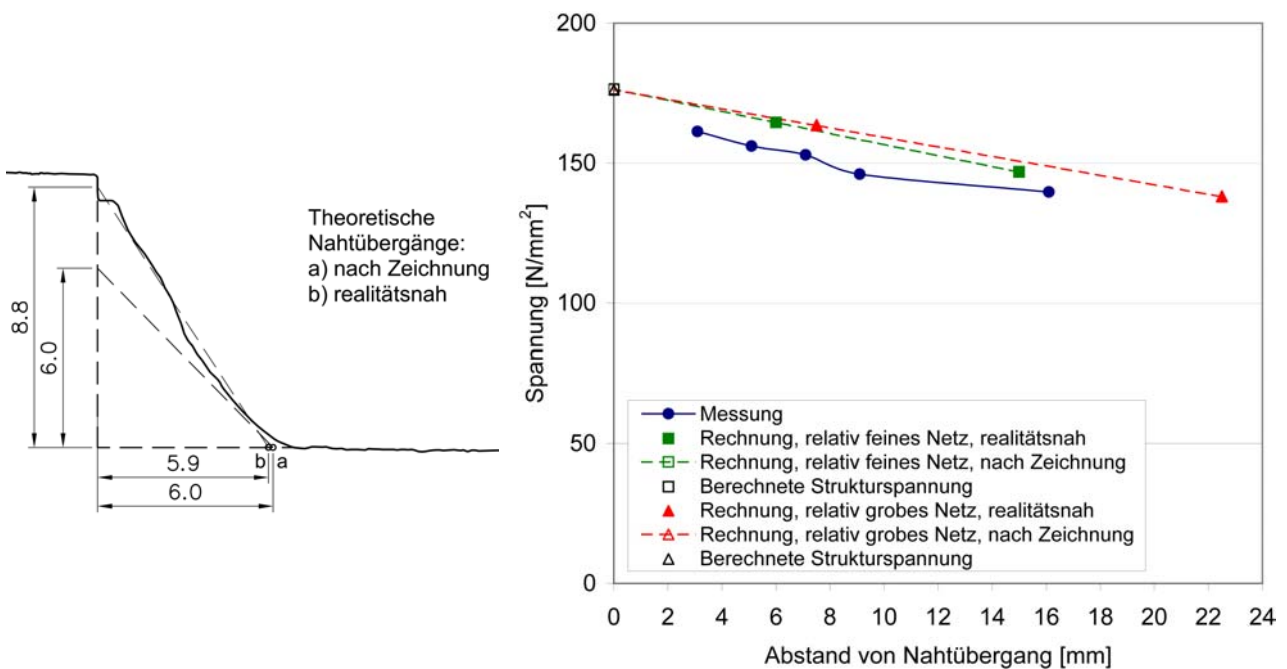 8.8
6.0
5.9
6.0
b
a
Theoretische
Nahtübergänge:
a) nach Zeichnung
b) realitätsnah
Spannung [N/mm²]
200
150
100
50
0
Messung
Rechnung, relativ feines Netz, realitätsnah
Rechnung, relativ feines Netz, nach Zeichnung
Berechnete Strukturspannung
Rechnung, relativ grobes Netz, realitätsnah
Rechnung, relativ grobes Netz, nach Zeichnung
Berechnete Strukturspannung
0 2 4 6 8 10 12 14 16 18 20 22 24
Abstand von Nahtübergang [mm]